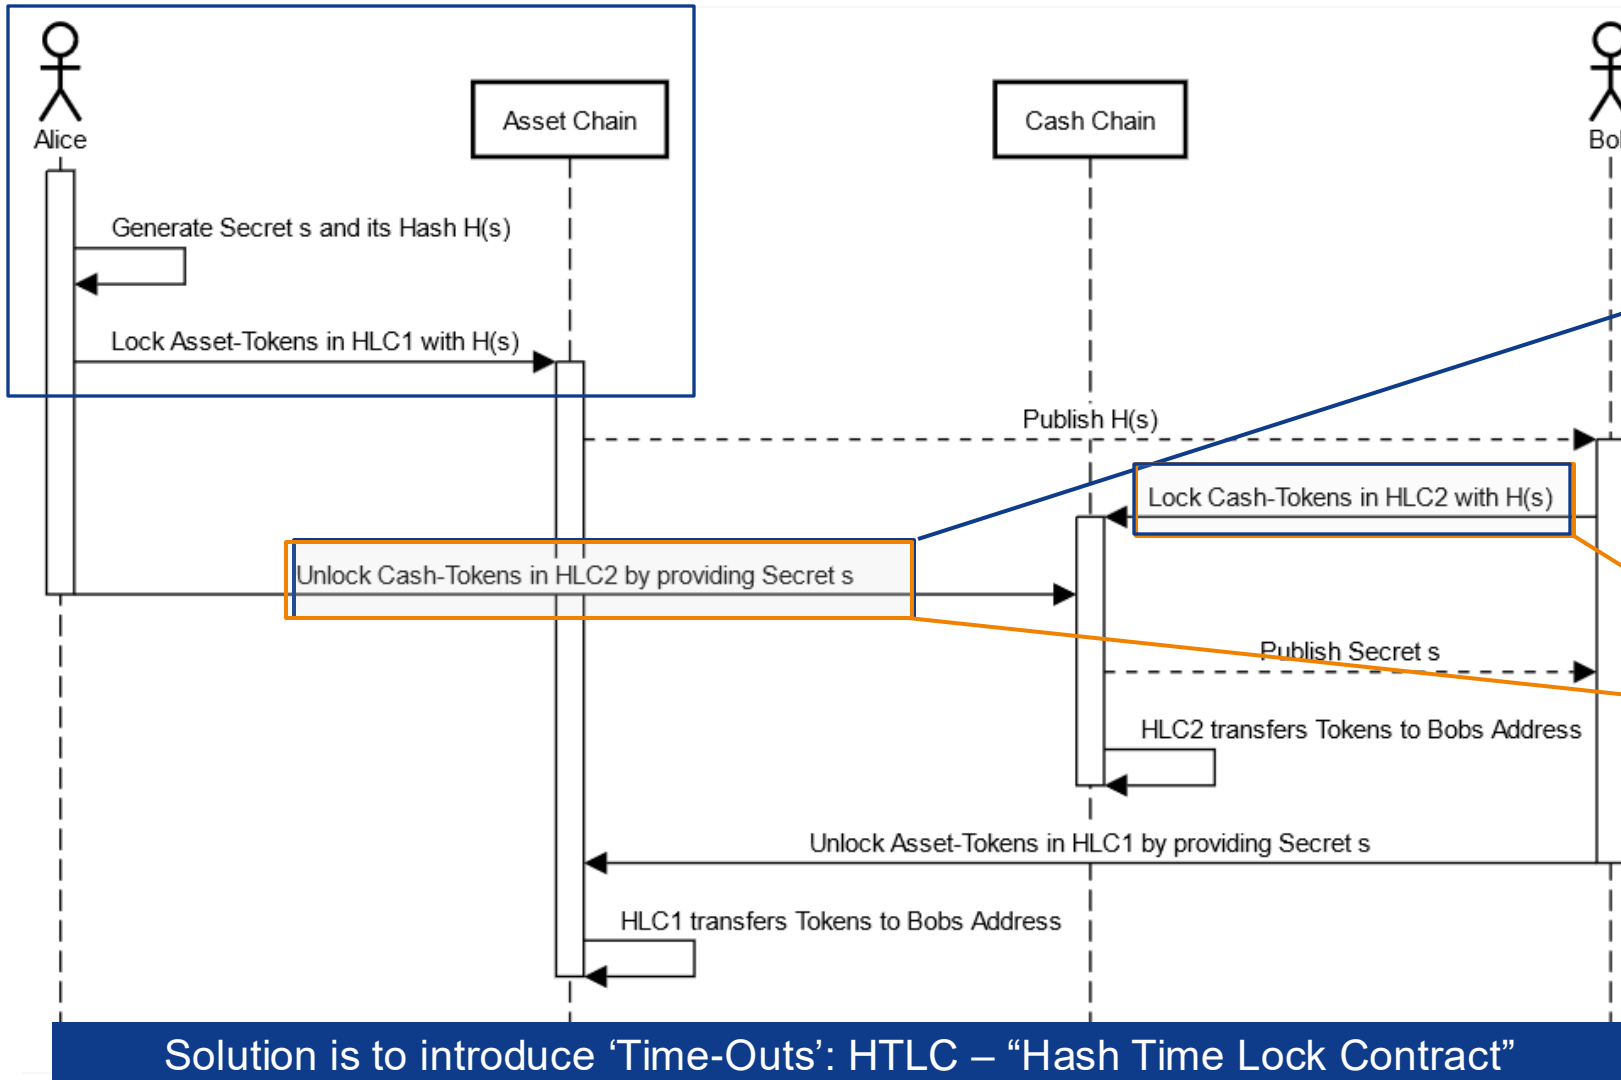 Alice
Asset Chain
Cash Chain
Bo
Generate Secret s and its Hash H(s)
Lock Asset-Tokens in HLC1 with H(s)
Publish H(s)
Lock Cash-Tokens in HLC2 with H(s)
Unlock Cash-Tokens in HLC2 by providing Secret s
Publish Secret s
HLC2 transfers Tokens to Bobs Address
Unlock Asset-Tokens in HLC1 by providing Secret s
HLC1 transfers Tokens to Bobs Address
Solution is to introduce ‘Time-Outs’: HTLC – “Hash Time Lock Contract”